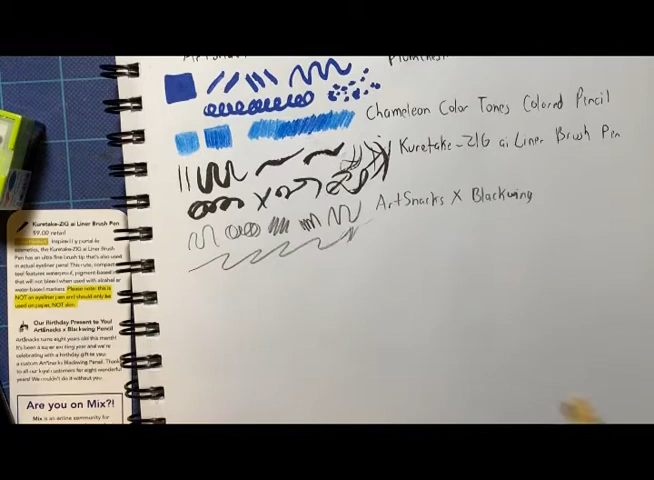 Chameleon Color Tones Colored Pencil
Kuretake-ZIG ai Liner Brush Pen
ArtSnarks X Blackwing
Kuretake-ZIG ai Liner Brush Pen
$9.00 retail
cosmetics, the Kuretake-ZIG ai Liner Brush
Pen has an ultra fine brush tip that's also used
in actual eyeliner pens! This cute, compact
tool features waterproof, pigment-based ink
that will not bleed when used with alcohol or
water-based markers. Please note: this is
NOT an eyeliner pen and should only be
used on paper, NOT skin.
Our Birthday Present to You!
ArtSnacks x Blackwing Pencil
ArtSnacks turns eight years old this month!
It's been a super exciting year and we're
celebrating with a birthday gift to you:
a custom ArtSnacks Blackwing Pencil. Thank
to all our loyal customers for eight wonderful
years! We couldn't do it without you.
Are you on Mix?!
Mix is an online community for